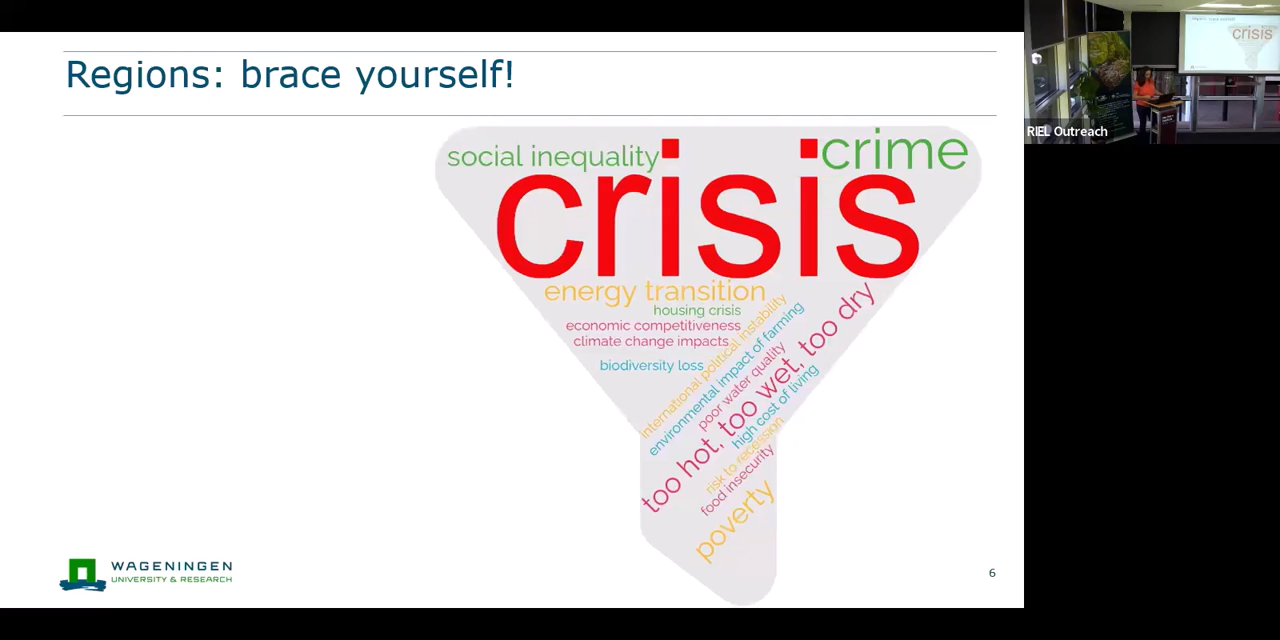 Regions: brace yourself!
social inequality
crime
crisis
energy transition
housing crisis
economic competitiveness
climate change impacts
biodiversity loss
international political instability
environmental impact of farming
poor water quality
too hot, too wet, too dry
high cost of living
risk to recession
food insecurity
poverty
WAGENINGEN
UNIVERSITY & RESEARCH
6
crisis
RIEL Outreach